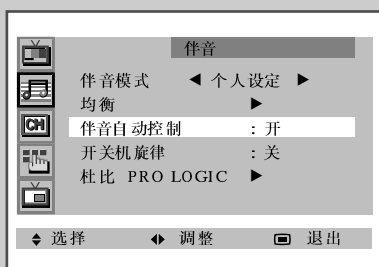 伴音
伴音模式 ◀ 个人设定 ▶
均衡 ▶
CH
伴音自动控制 : 开
开关机旋律 : 关
杜比 PRO LOGIC ▶
选择 调整 退出